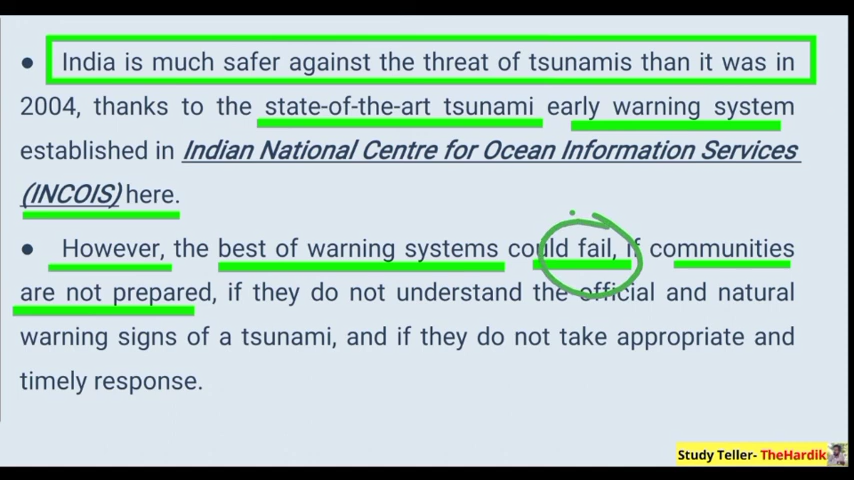 ● India is much safer against the threat of tsunamis than it was in
2004, thanks to the state-of-the-art tsunami early warning system
established in Indian National Centre for Ocean Information Services
(INCOIS) here.
● However, the best of warning systems could fail, if communities
are not prepared, if they do not understand the official and natural
warning signs of a tsunami, and if they do not take appropriate and
timely response.
Study Teller- TheHardik